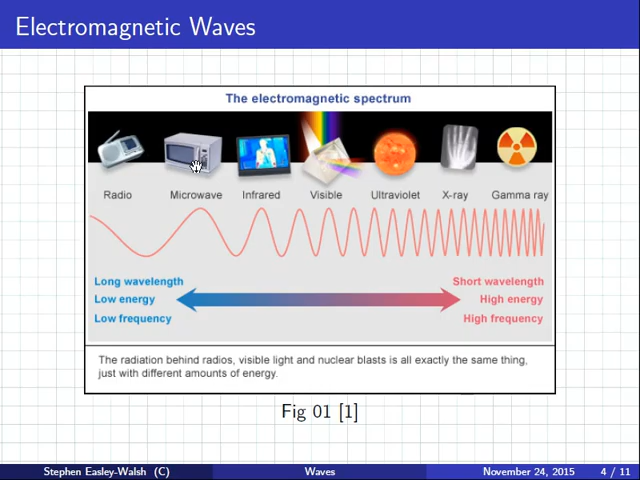 Electromagnetic Waves
The electromagnetic spectrum
Radio Microwave Infrared Visible Ultraviolet X-ray Gamma ray
Long wavelength Short wavelength
Low energy High energy
Low frequency High frequency
The radiation behind radios, visible light and nuclear blasts is all exactly the same thing,
just with different amounts of energy.
Fig 01 [1]
Stephen Easley-Walsh (C) Waves November 24, 2015 4 / 11